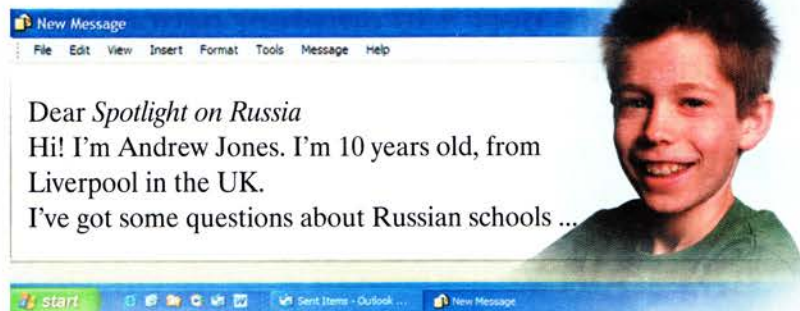 New Message
File Edit View Insert Format Tools Message Help
Dear Spotlight on Russia
Hi! I'm Andrew Jones. I'm 10 years old, from
Liverpool in the UK.
I've got some questions about Russian schools ...
start Sent Items - Outlook ... New Message